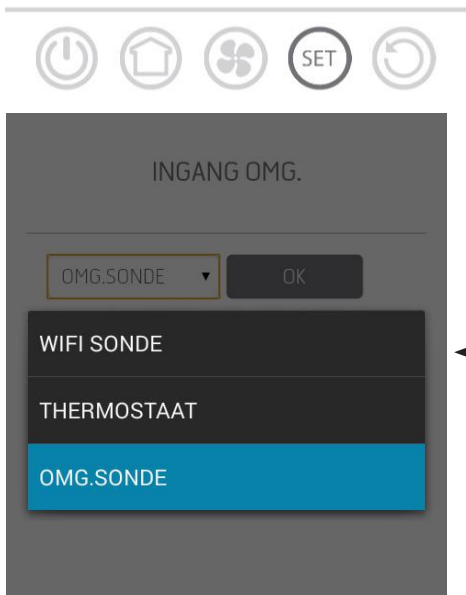 SET
INGANG OMG.
OMG.SONDE OK
WIFI SONDE
THERMOSTAAT
OMG.SONDE